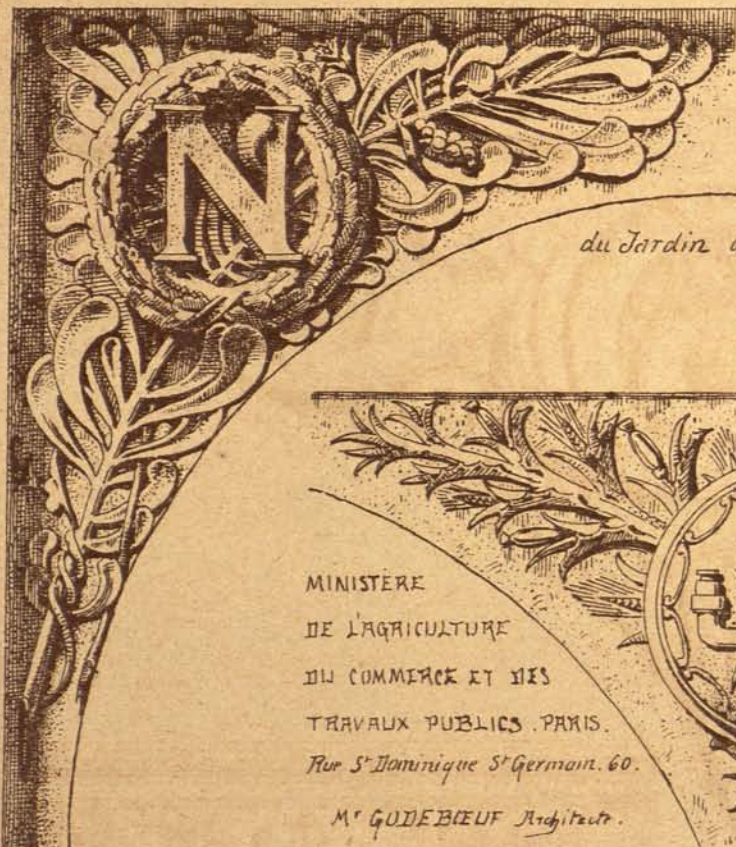 N
du Jardin
MINISTÈRE
DE L'AGRICULTURE
DU COMMERCE ET DES
TRAVAUX PUBLICS . PARIS.
Rue St Dominique St Germain. 60.
Mr GODEBŒUF Architecte.